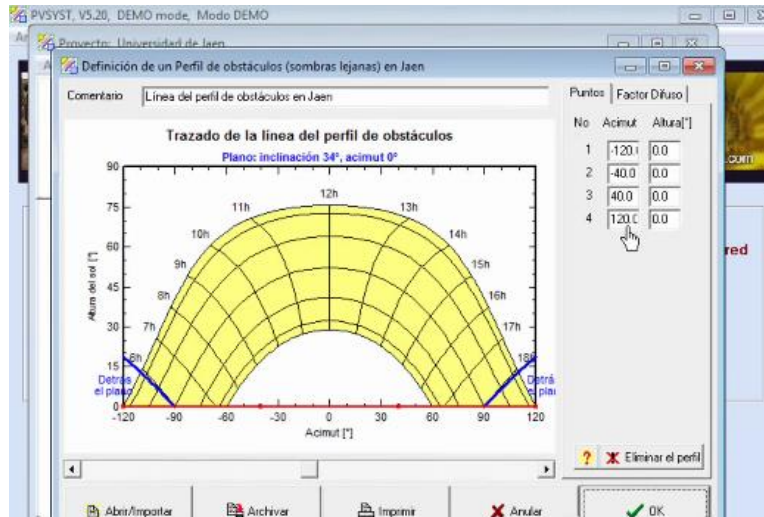 PVSYST, V5.20, DEMO mode, Modo DEMO
Proyecto: Universidad de Jaen
Definición de un Perfil de obstáculos (sombras lejanas) en Jaen
Comentario Línea del perfil de obstáculos en Jaen
Puntos Factor Difuso
No Acimut Altura[°]
1 -120.0 0.0
2 -40.0 0.0
3 40.0 0.0
4 120.0 0.0
Trazado de la línea del perfil de obstáculos
Plano: inclinación 34°, acimut 0°
90
75
60
45
30
15
0
Altura del sol [°]
6h
7h
8h
9h
10h
11h
12h
13h
14h
15h
16h
17h
18
Detrás
el plano
Detrá
plan
-120 -90 -60 -30 0 30 60 90 120
Acimut [°]
.com
red
? Eliminar el perfil
Abrir/Importar Archivar Imprimir Anular OK